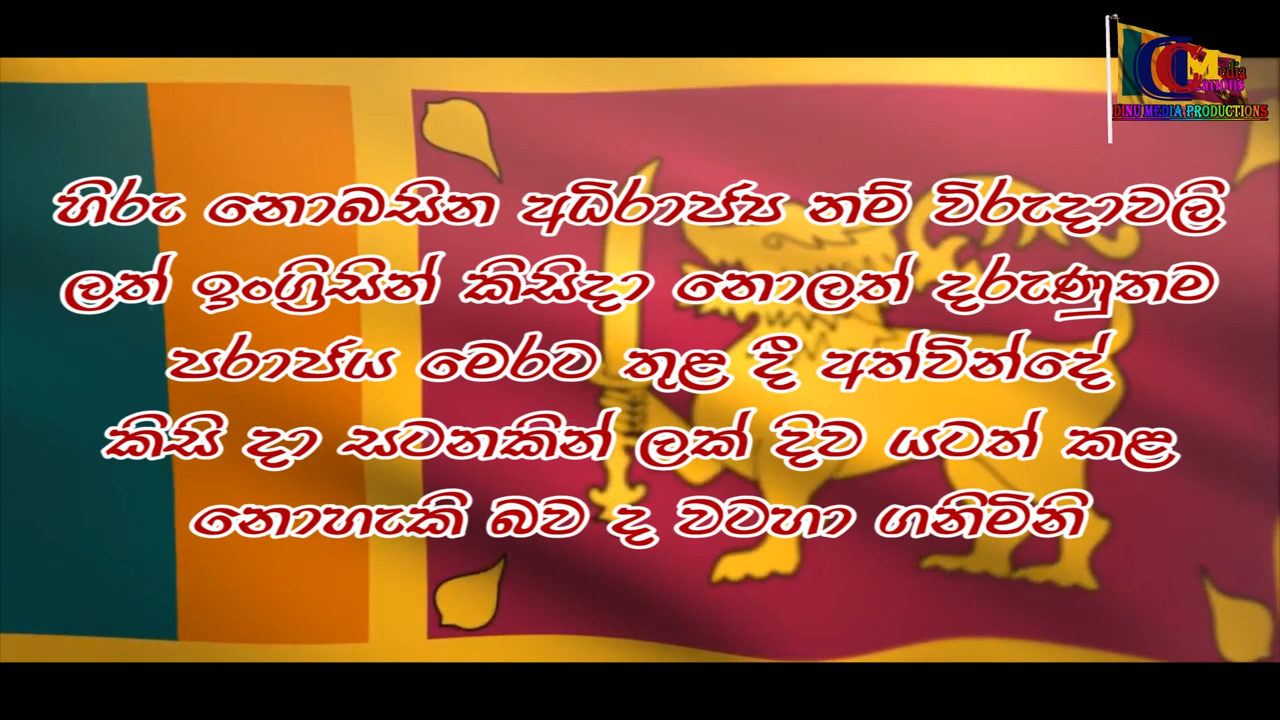 හිරු නොබසින අධිරාජ්‍ය නම් විරුදාවලි
ලත් ඉංග්‍රිසින් කිසිදා නොලත් දරුණුතම
පරාජය මෙරට තුළ දී අත්වින්දේ
කිසි දා සටනකින් ලක් දිව යටත් කළ
නොහැකි බව ද වටහා ගනිමිනි
DINU MEDIA PRODUCTIONS